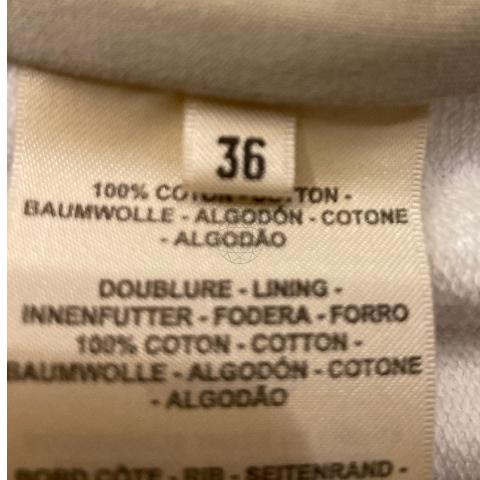 36
100% COTON - COTTON -
BAUMWOLLE - ALGODÓN - COTONE
- ALGODÃO
DOUBLURE - LINING -
INNENFUTTER - FODERA - FORRO
100% COTON - COTTON -
BAUMWOLLE - ALGODÓN - COTONE
- ALGODÃO
BORD CÔTE - RIB - SEITENRAND -